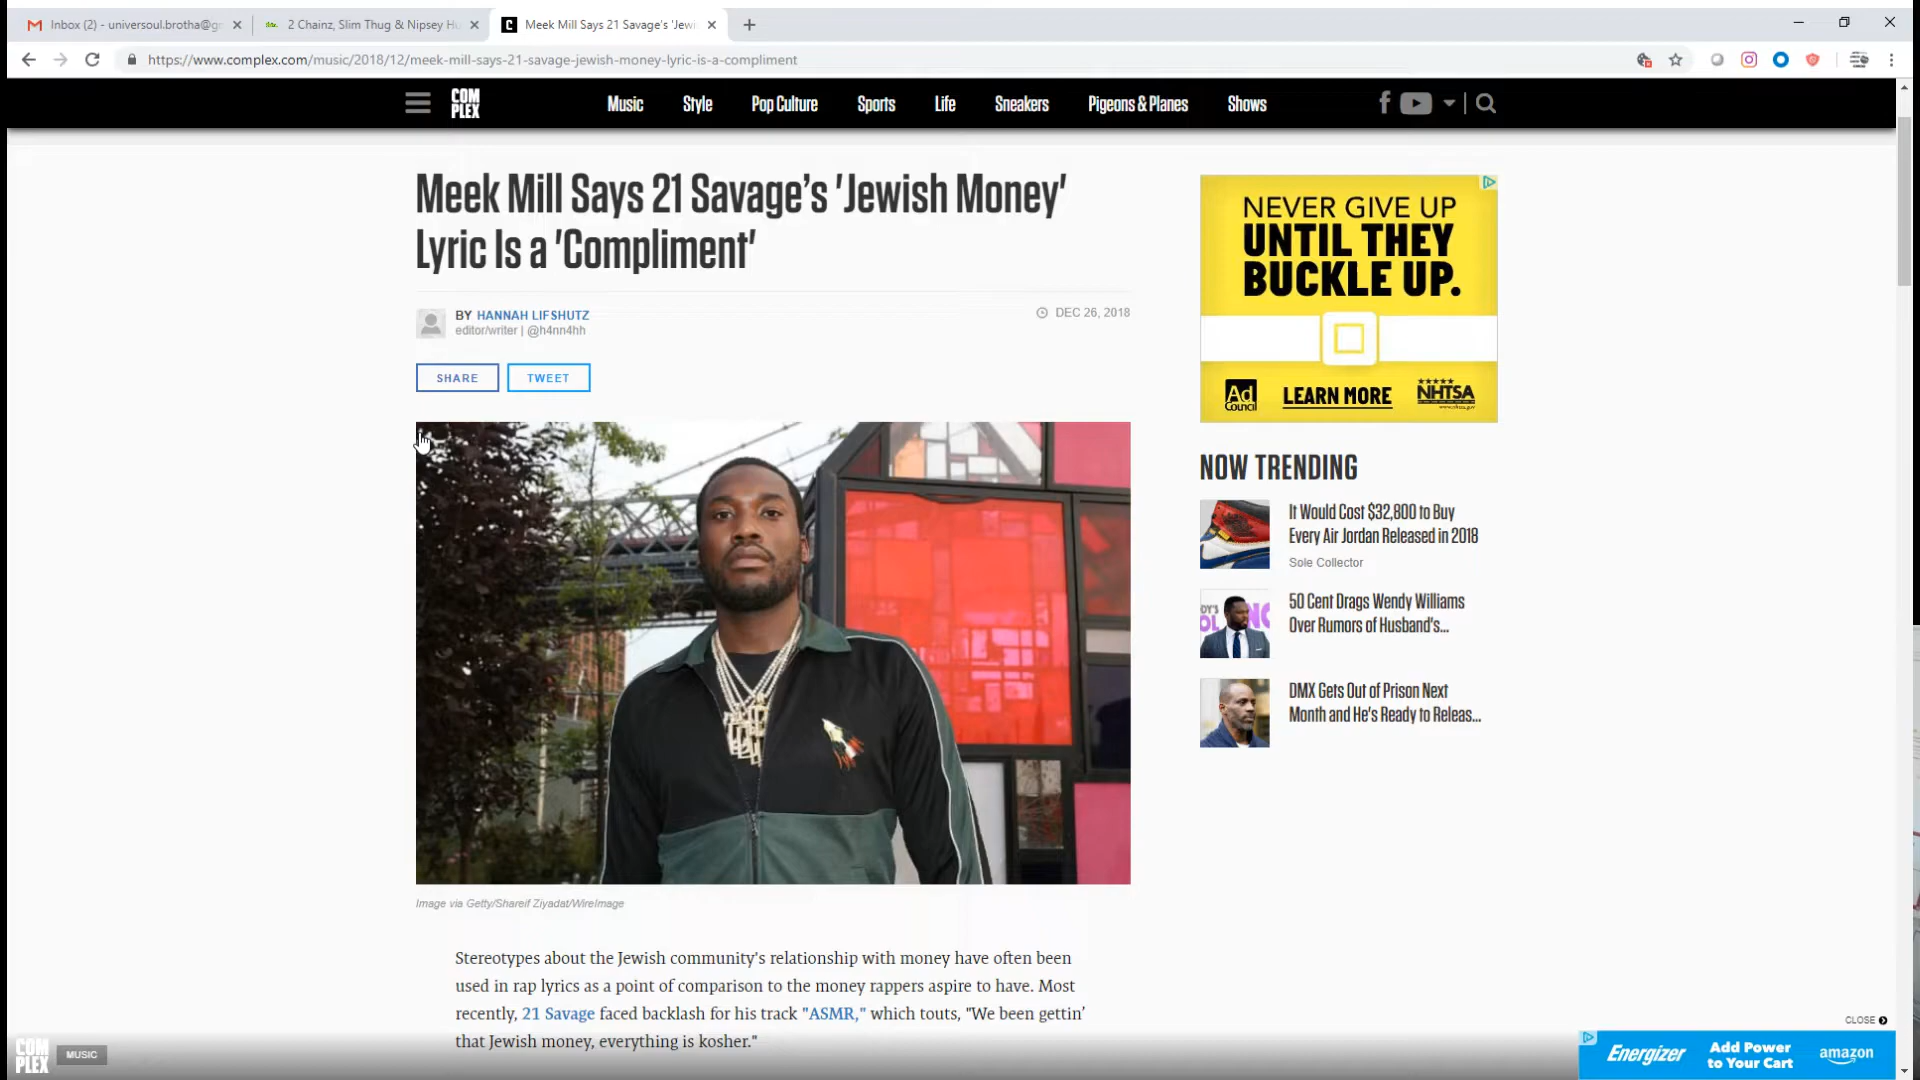 Inbox (2) - universoul.brotha@g
2 Chainz, Slim Thug & Nipsey Hu
Meek Mill Says 21 Savage's 'Jewi
https://www.complex.com/music/2018/12/meek-mill-says-21-savage-jewish-money-lyric-is-a-compliment
COM
PLEX
Music
Style
Pop Culture
Sports
Life
Sneakers
Pigeons & Planes
Shows
Meek Mill Says 21 Savage's 'Jewish Money'
Lyric Is a 'Compliment'
BY HANNAH LIFSHUTZ
editor/writer | @h4nn4hh
DEC 26, 2018
SHARE
TWEET
Image via Getty/Shareif Ziyadat/WireImage
Stereotypes about the Jewish community's relationship with money have often been
used in rap lyrics as a point of comparison to the money rappers aspire to have. Most
recently, 21 Savage faced backlash for his track "ASMR," which touts, "We been gettin'
that Jewish money, everything is kosher."
NEVER GIVE UP
UNTIL THEY
BUCKLE UP.
Ad
Council
LEARN MORE
NHTSA
NOW TRENDING
It Would Cost $32,800 to Buy
Every Air Jordan Released in 2018
Sole Collector
50 Cent Drags Wendy Williams
Over Rumors of Husband's...
DMX Gets Out of Prison Next
Month and He's Ready to Releas...
CLOSE
COM
PLEX
MUSIC
Energizer
Add Power
to Your Cart
amazon